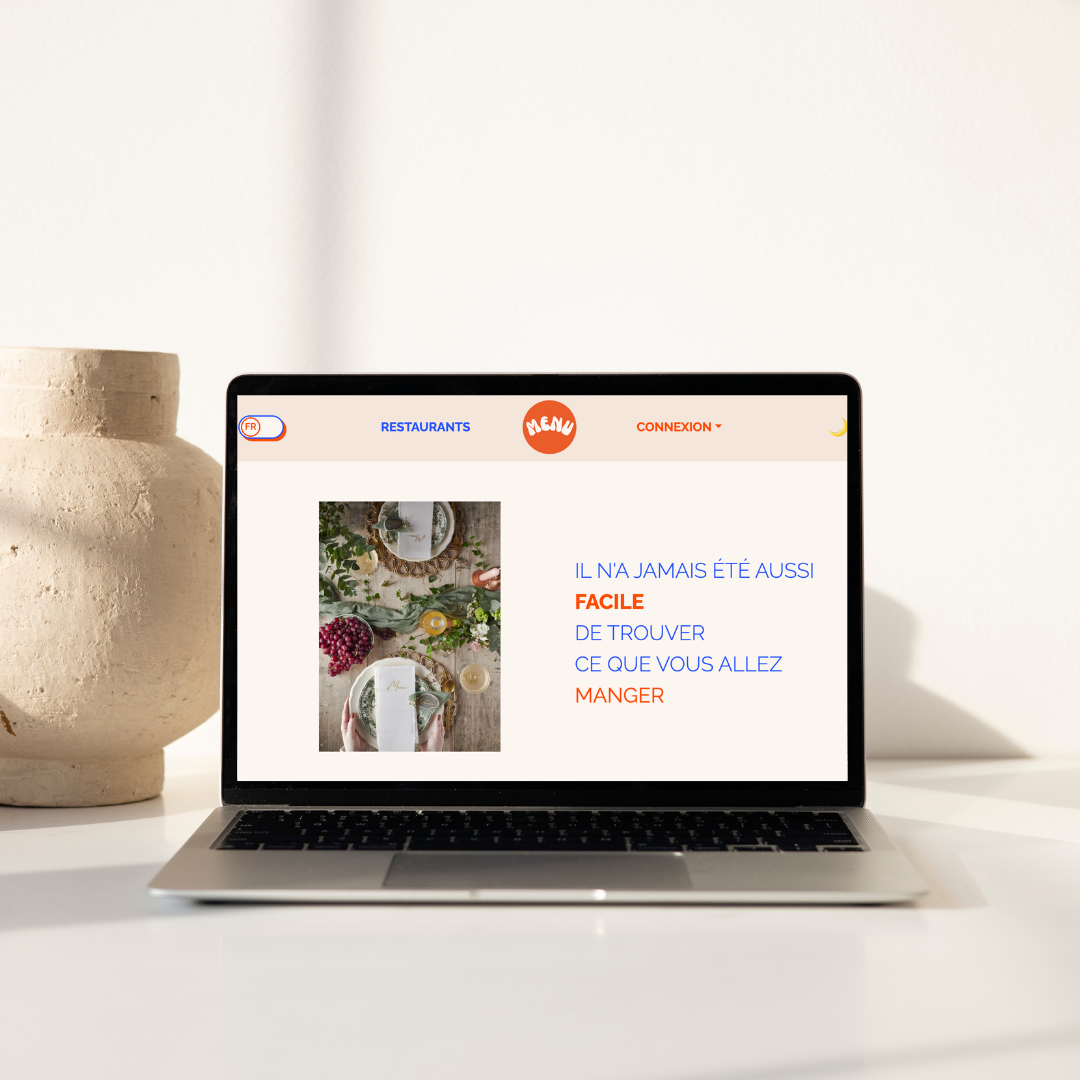 FR
RESTAURANTS
MENU
CONNEXION
IL N'A JAMAIS ÉTÉ AUSSI
FACILE
DE TROUVER
CE QUE VOUS ALLEZ
MANGER